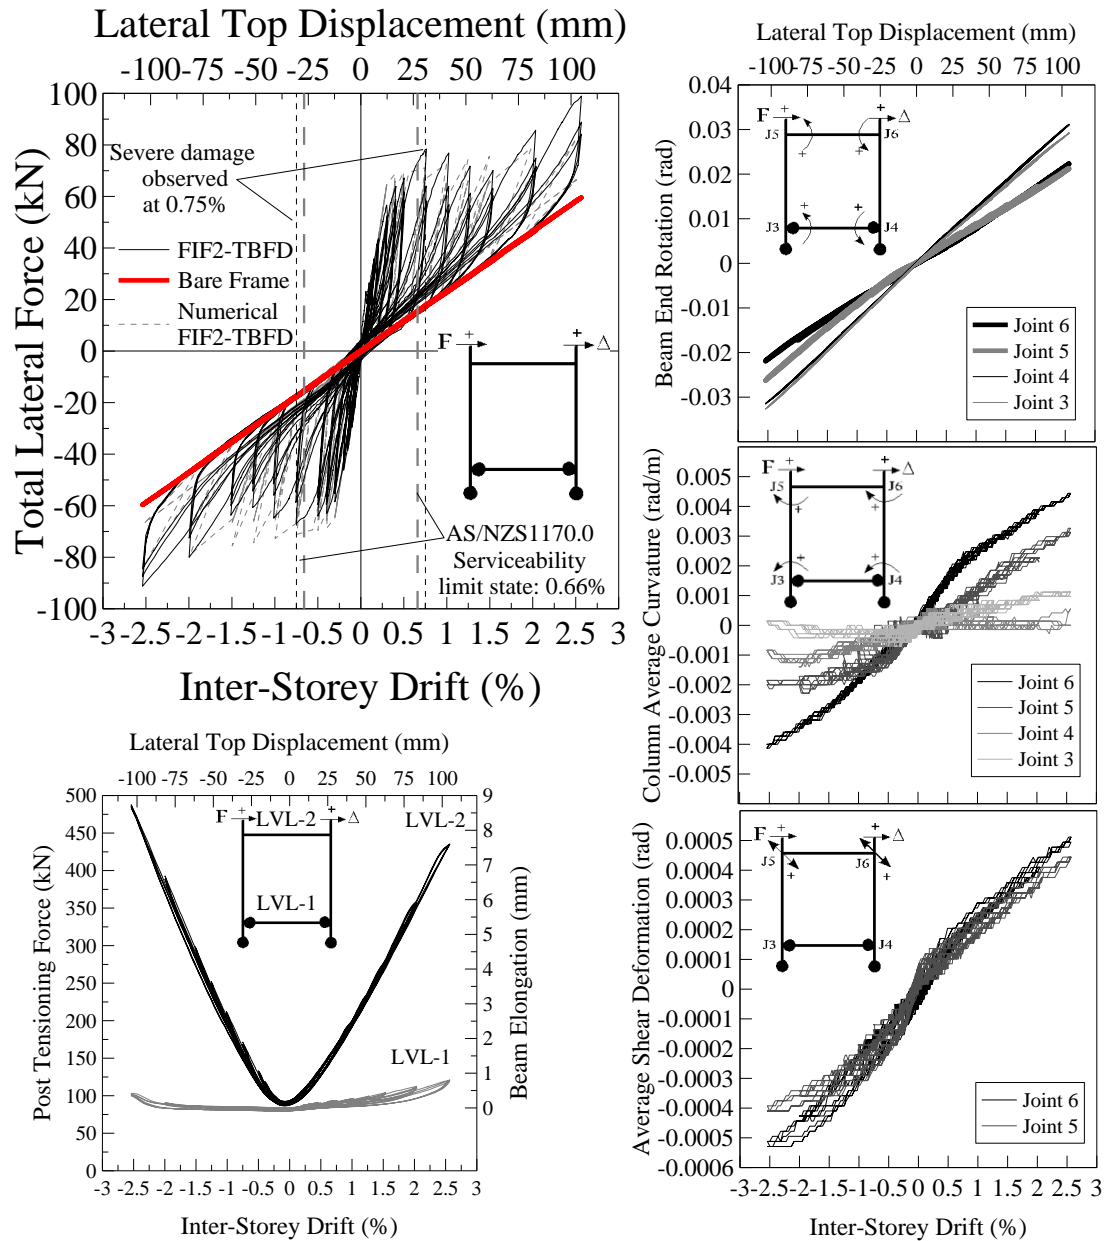 Lateral Top Displacement (mm)
-100 -75 -50 -25 0 25 50 75 100
100
80
60
40
20
0
-20
-40
-60
-80
-100
Total Lateral Force (kN)
Severe damage
observed
at 0.75%
FIF2-TBFD
Bare Frame
Numerical
FIF2-TBFD
F + + Δ
AS/NZS1170.0
Serviceability
limit state: 0.66%
-3 -2.5 -2 -1.5 -1 -0.5 0 0.5 1 1.5 2 2.5 3
Inter-Storey Drift (%)
Lateral Top Displacement (mm)
-100 -75 -50 -25 0 25 50 75 100
500
450
400
350
300
250
200
150
100
50
0
Post Tensioning Force (kN)
F + + Δ
LVL-2
LVL-1
LVL-2
LVL-1
9
8
7
6
5
4
3
2
1
0
Beam Elongation (mm)
-3 -2.5 -2 -1.5 -1 -0.5 0 0.5 1 1.5 2 2.5 3
Inter-Storey Drift (%)
Lateral Top Displacement (mm)
-100 -75 -50 -25 0 25 50 75 100
0.04
0.03
0.02
0.01
0
-0.01
-0.02
-0.03
Beam End Rotation (rad)
F + + Δ
J5 J6
+ +
+ +
J3 J4
Joint 6
Joint 5
Joint 4
Joint 3
0.005
0.004
0.003
0.002
0.001
0
-0.001
-0.002
-0.003
-0.004
-0.005
Column Average Curvature (rad/m)
F + + Δ
J5 J6
+ +
+ +
J3 J4
Joint 6
Joint 5
Joint 4
Joint 3
0.0005
0.0004
0.0003
0.0002
0.0001
0
-0.0001
-0.0002
-0.0003
-0.0004
-0.0005
-0.0006
Average Shear Deformation (rad)
F + + Δ
J5 J6
+ +
J3 J4
Joint 6
Joint 5
-3 -2.5 -2 -1.5 -1 -0.5 0 0.5 1 1.5 2 2.5 3
Inter-Storey Drift (%)